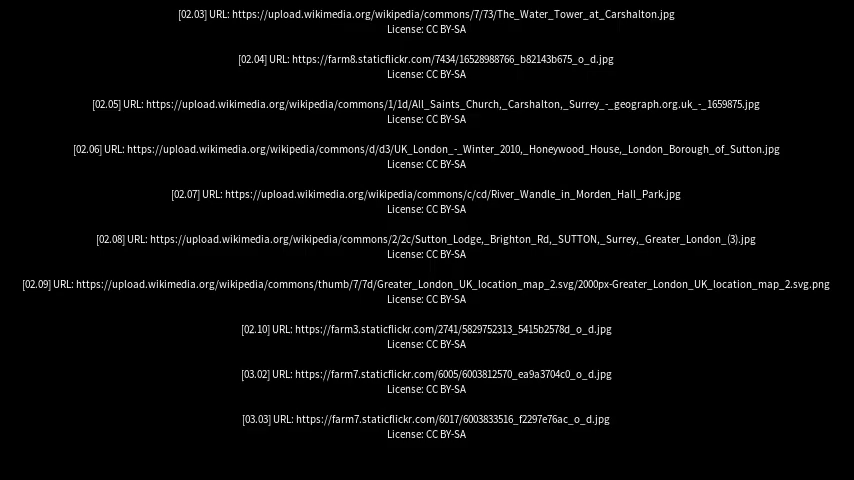 [02.03] URL: https://upload.wikimedia.org/wikipedia/commons/7/73/The_Water_Tower_at_Carshalton.jpg
License: CC BY-SA
[02.04] URL: https://farm8.staticflickr.com/7434/16528988766_b82143b675_o_d.jpg
License: CC BY-SA
[02.05] URL: https://upload.wikimedia.org/wikipedia/commons/1/1d/All_Saints_Church,_Carshalton,_Surrey_-_geograph.org.uk_-_1659875.jpg
License: CC BY-SA
[02.06] URL: https://upload.wikimedia.org/wikipedia/commons/d/d3/UK_London_-_Winter_2010,_Honeywood_House,_London_Borough_of_Sutton.jpg
License: CC BY-SA
[02.07] URL: https://upload.wikimedia.org/wikipedia/commons/c/cd/River_Wandle_in_Morden_Hall_Park.jpg
License: CC BY-SA
[02.08] URL: https://upload.wikimedia.org/wikipedia/commons/2/2c/Sutton_Lodge,_Brighton_Rd,_SUTTON,_Surrey,_Greater_London_(3).jpg
License: CC BY-SA
[02.09] URL: https://upload.wikimedia.org/wikipedia/commons/thumb/7/7d/Greater_London_UK_location_map_2.svg/2000px-Greater_London_UK_location_map_2.svg.png
License: CC BY-SA
[02.10] URL: https://farm3.staticflickr.com/2741/5829752313_5415b2578d_o_d.jpg
License: CC BY-SA
[03.02] URL: https://farm7.staticflickr.com/6005/6003812570_ea9a3704c0_o_d.jpg
License: CC BY-SA
[03.03] URL: https://farm7.staticflickr.com/6017/6003833516_f2297e76ac_o_d.jpg
License: CC BY-SA